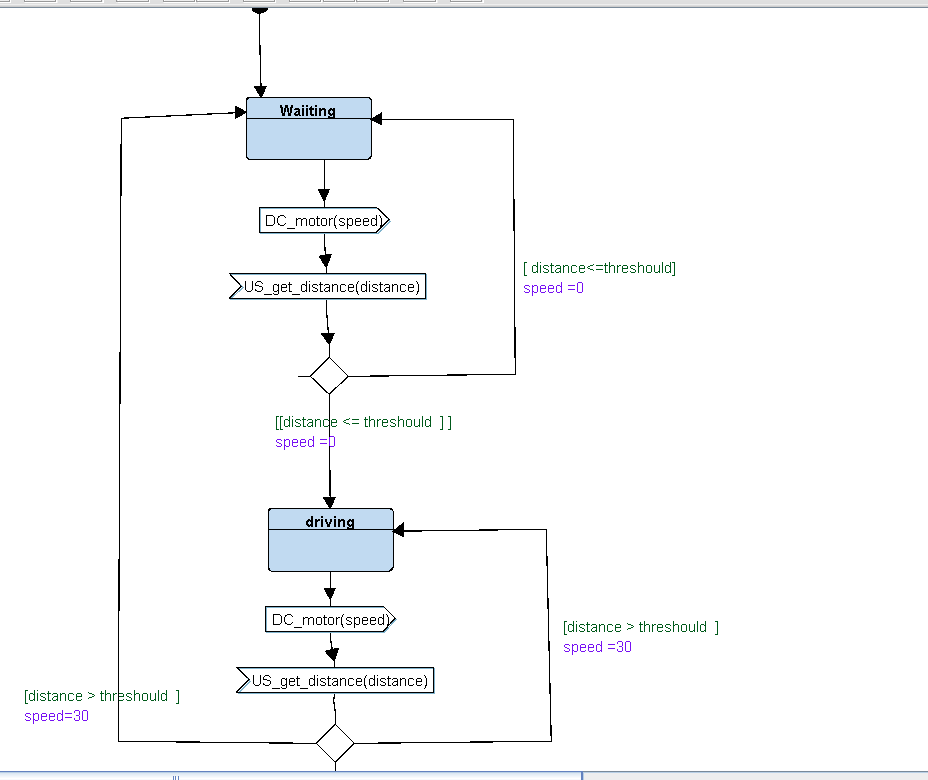 Waiiting
DC_motor(speed)
US_get_distance(distance)
[ distance<=threshould]
speed =0
[[distance <= threshould ] ]
speed =0
driving
DC_motor(speed)
US_get_distance(distance)
[distance > threshould ]
speed =30
[distance > threshould ]
speed=30